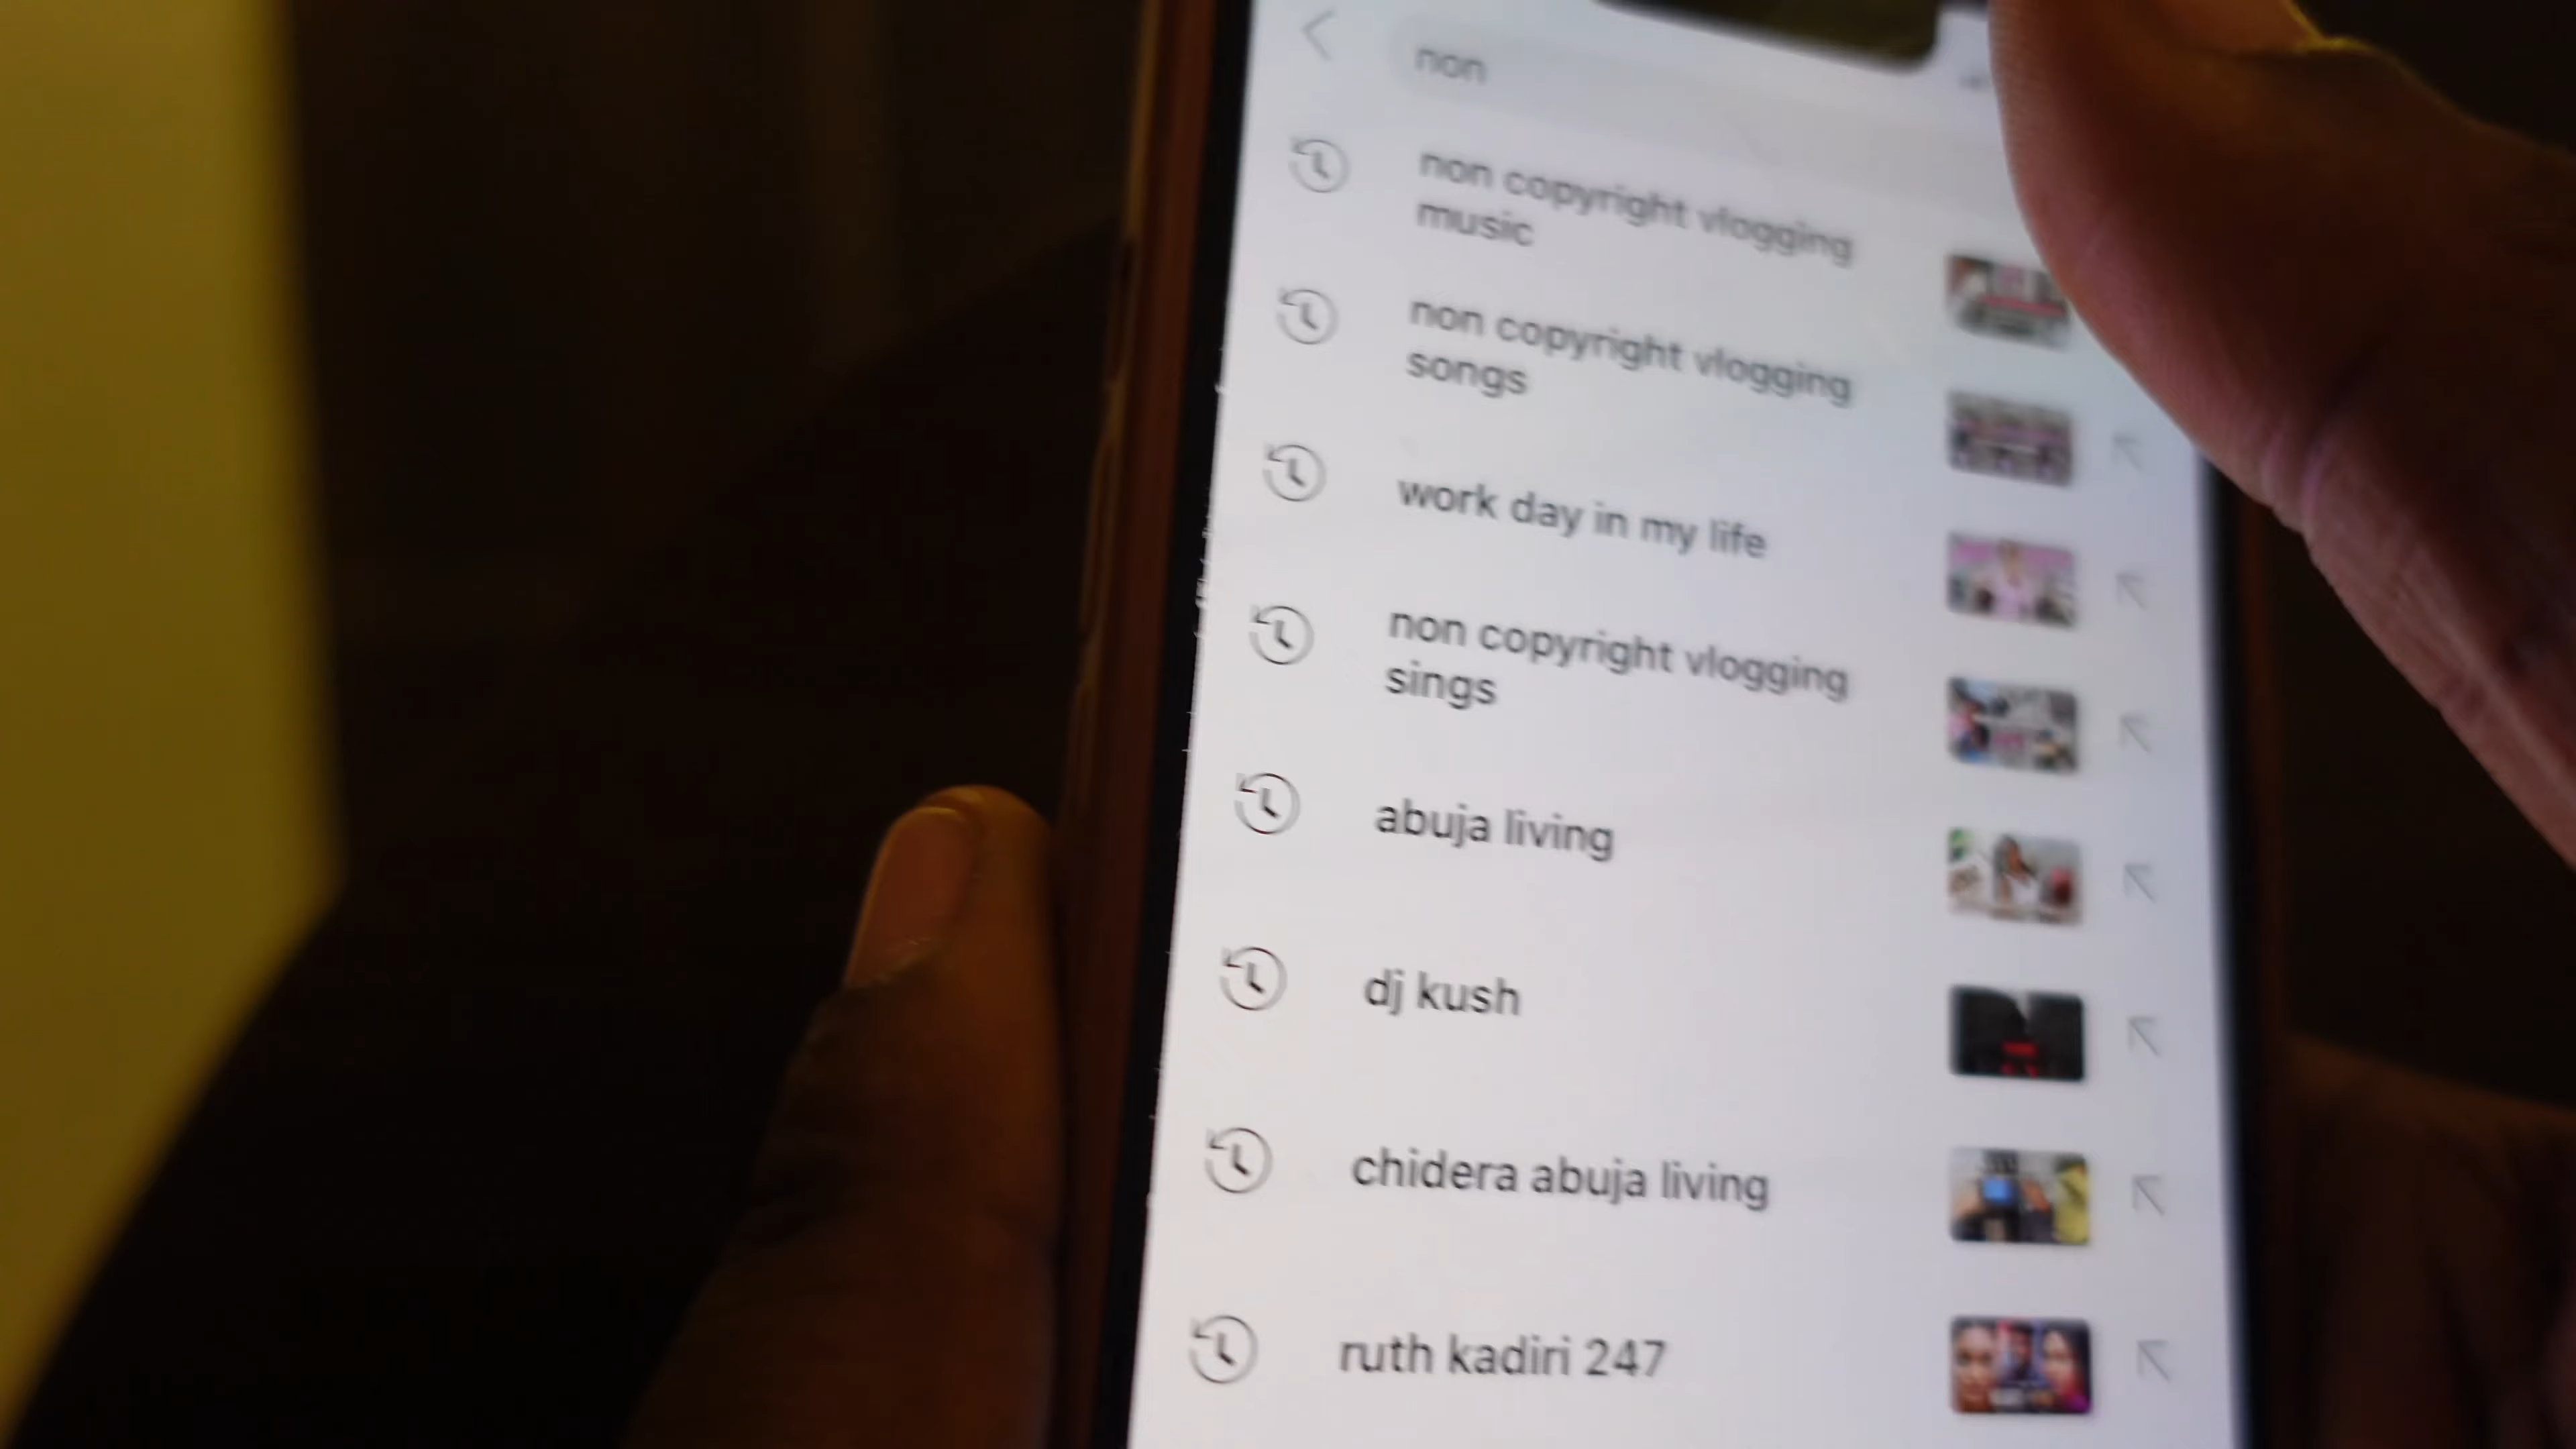 non
non copyright vlogging
music
non copyright vlogging
songs
work day in my life
non copyright vlogging
sings
abuja living
dj kush
chidera abuja living
ruth kadiri 247